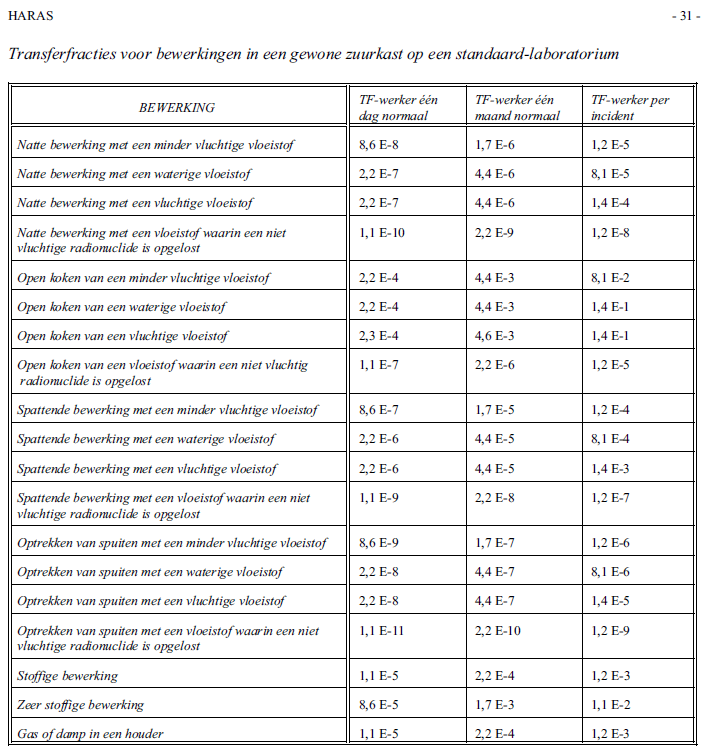 HARAS - 31 -
Transferfracties voor bewerkingen in een gewone zuurkast op een standaard-laboratorium
BEWERKING TF-werker één dag normaal TF-werker één maand normaal TF-werker per incident
Natte bewerking met een minder vluchtige vloeistof 8,6 E-8 1,7 E-6 1,2 E-5
Natte bewerking met een waterige vloeistof 2,2 E-7 4,4 E-6 8,1 E-5
Natte bewerking met een vluchtige vloeistof 2,2 E-7 4,4 E-6 1,4 E-4
Natte bewerking met een vloeistof waarin een niet 1,1 E-10 2,2 E-9 1,2 E-8
vluchtige radionuclide is opgelost
Open koken van een minder vluchtige vloeistof 2,2 E-4 4,4 E-3 8,1 E-2
Open koken van een waterige vloeistof 2,2 E-4 4,4 E-3 1,4 E-1
Open koken van een vluchtige vloeistof 2,3 E-4 4,6 E-3 1,4 E-1
Open koken van een vloeistof waarin een niet vluchtig 1,1 E-7 2,2 E-6 1,2 E-5
radionuclide is opgelost
Spattende bewerking met een minder vluchtige vloeistof 8,6 E-7 1,7 E-5 1,2 E-4
Spattende bewerking met een waterige vloeistof 2,2 E-6 4,4 E-5 8,1 E-4
Spattende bewerking met een vluchtige vloeistof 2,2 E-6 4,4 E-5 1,4 E-3
Spattende bewerking met een vloeistof waarin een niet 1,1 E-9 2,2 E-8 1,2 E-7
vluchtige radionuclide is opgelost
Optrekken van spuiten met een minder vluchtige vloeistof 8,6 E-9 1,7 E-7 1,2 E-6
Optrekken van spuiten met een waterige vloeistof 2,2 E-8 4,4 E-7 8,1 E-6
Optrekken van spuiten met een vluchtige vloeistof 2,2 E-8 4,4 E-7 1,4 E-5
Optrekken van spuiten met een vloeistof waarin een niet 1,1 E-11 2,2 E-10 1,2 E-9
vluchtige radionuclide is opgelost
Stoffige bewerking 1,1 E-5 2,2 E-4 1,2 E-3
Zeer stoffige bewerking 8,6 E-5 1,7 E-3 1,1 E-2
Gas of damp in een houder 1,1 E-5 2,2 E-4 1,2 E-3